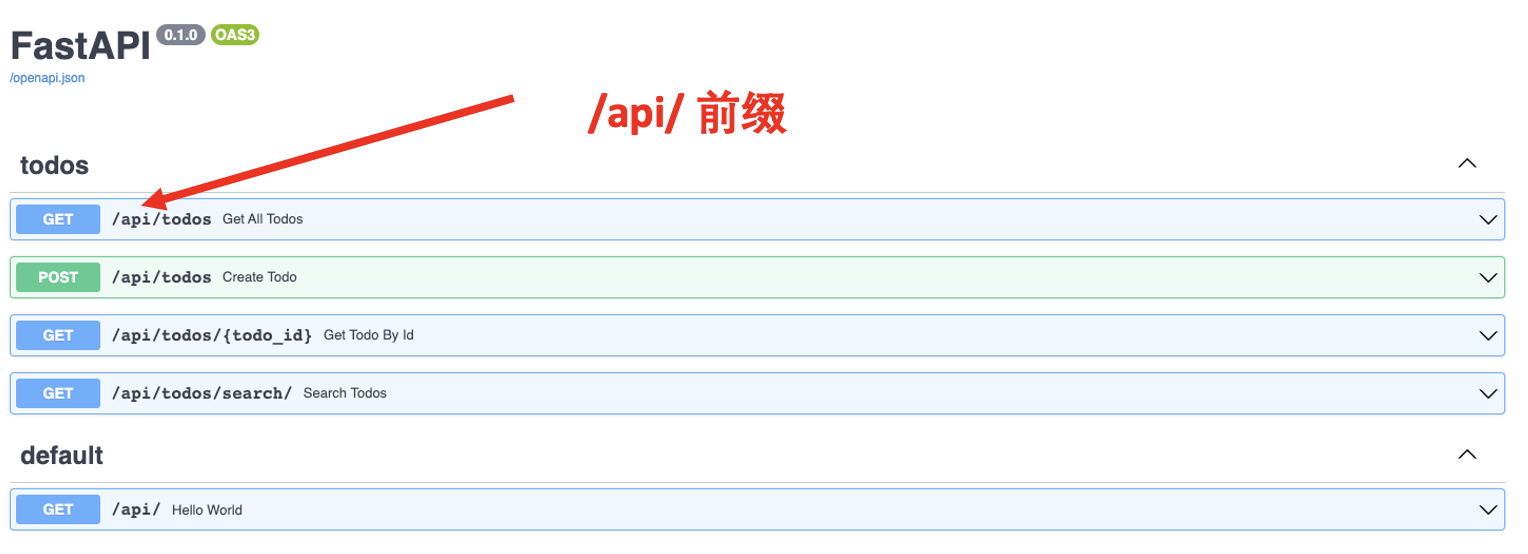 FastAPI 0.1.0 OAS3
/openapi.json
/api/ 前缀
todos
GET /api/todos Get All Todos
POST /api/todos Create Todo
GET /api/todos/{todo_id} Get Todo By Id
GET /api/todos/search/ Search Todos
default
GET /api/ Hello World